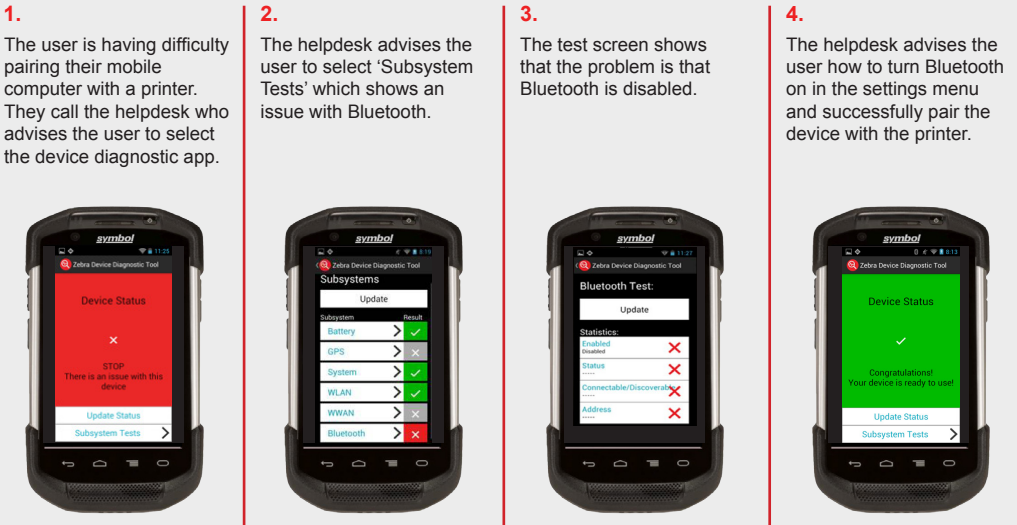 1.
The user is having difficulty
pairing their mobile
computer with a printer.
They call the helpdesk who
advises the user to select
the device diagnostic app.
symbol
11:25
Zebra Device Diagnostic Tool
Device Status
STOP
There is an issue with this
device
Update Status
Subsystem Tests
2.
The helpdesk advises the
user to select ‘Subsystem
Tests’ which shows an
issue with Bluetooth.
symbol
Zebra Device Diagnostic Tool
Subsystems
Update
Subsystem Result
Battery
GPS
System
WLAN
WWAN
Bluetooth
3.
The test screen shows
that the problem is that
Bluetooth is disabled.
symbol
11:27
Zebra Device Diagnostic Tool
Bluetooth Test:
Update
Statistics:
Enabled
Disabled
Status
-----
Connectable/Discoverable
-----
Address
-----
4.
The helpdesk advises the
user how to turn Bluetooth
on in the settings menu
and successfully pair the
device with the printer.
symbol
8:13
Zebra Device Diagnostic Tool
Device Status
Congratulations!
Your device is ready to use!
Update Status
Subsystem Tests